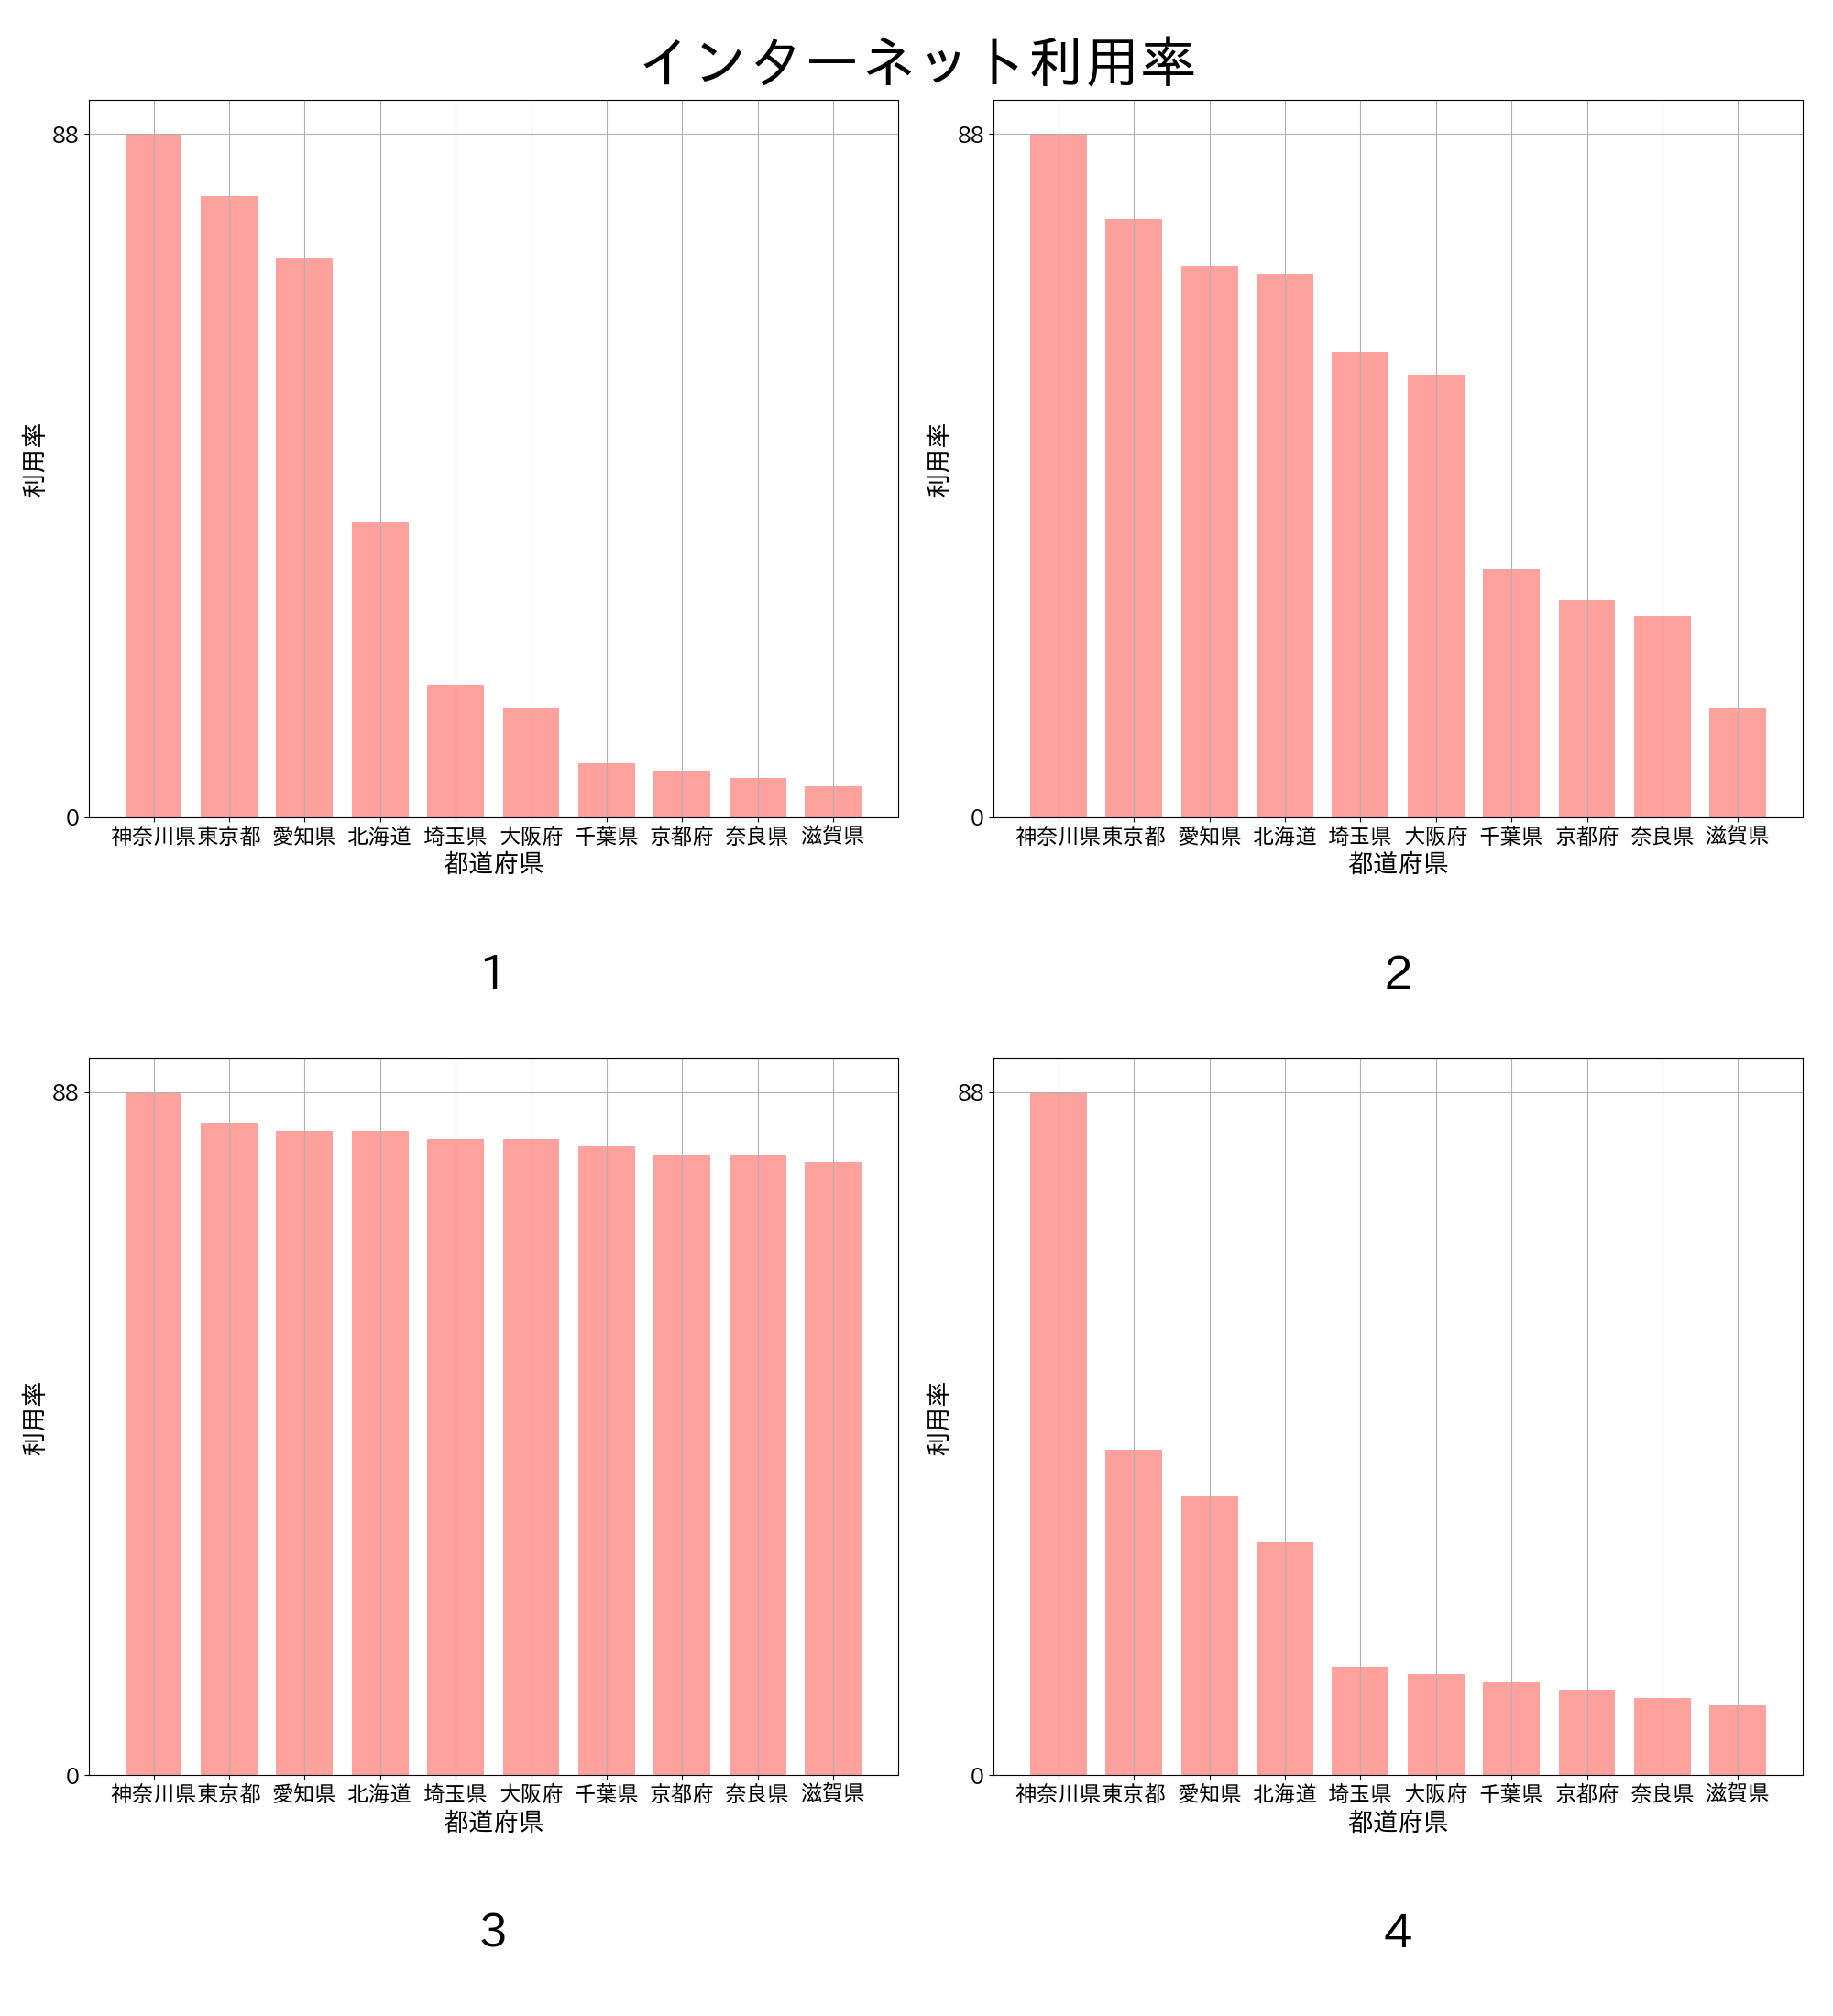 インターネット利用率
88
0
利用率
神奈川県 東京都 愛知県 北海道 埼玉県 大阪府 千葉県 京都府 奈良県 滋賀県
都道府県
1
88
0
利用率
神奈川県 東京都 愛知県 北海道 埼玉県 大阪府 千葉県 京都府 奈良県 滋賀県
都道府県
2
88
0
利用率
神奈川県 東京都 愛知県 北海道 埼玉県 大阪府 千葉県 京都府 奈良県 滋賀県
都道府県
3
88
0
利用率
神奈川県 東京都 愛知県 北海道 埼玉県 大阪府 千葉県 京都府 奈良県 滋賀県
都道府県
4